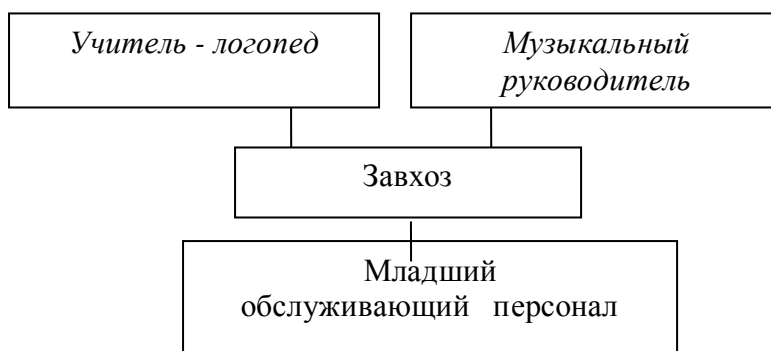 Учитель - логопед
Музыкальный
руководитель
Завхоз
Младший
обслуживающий персонал